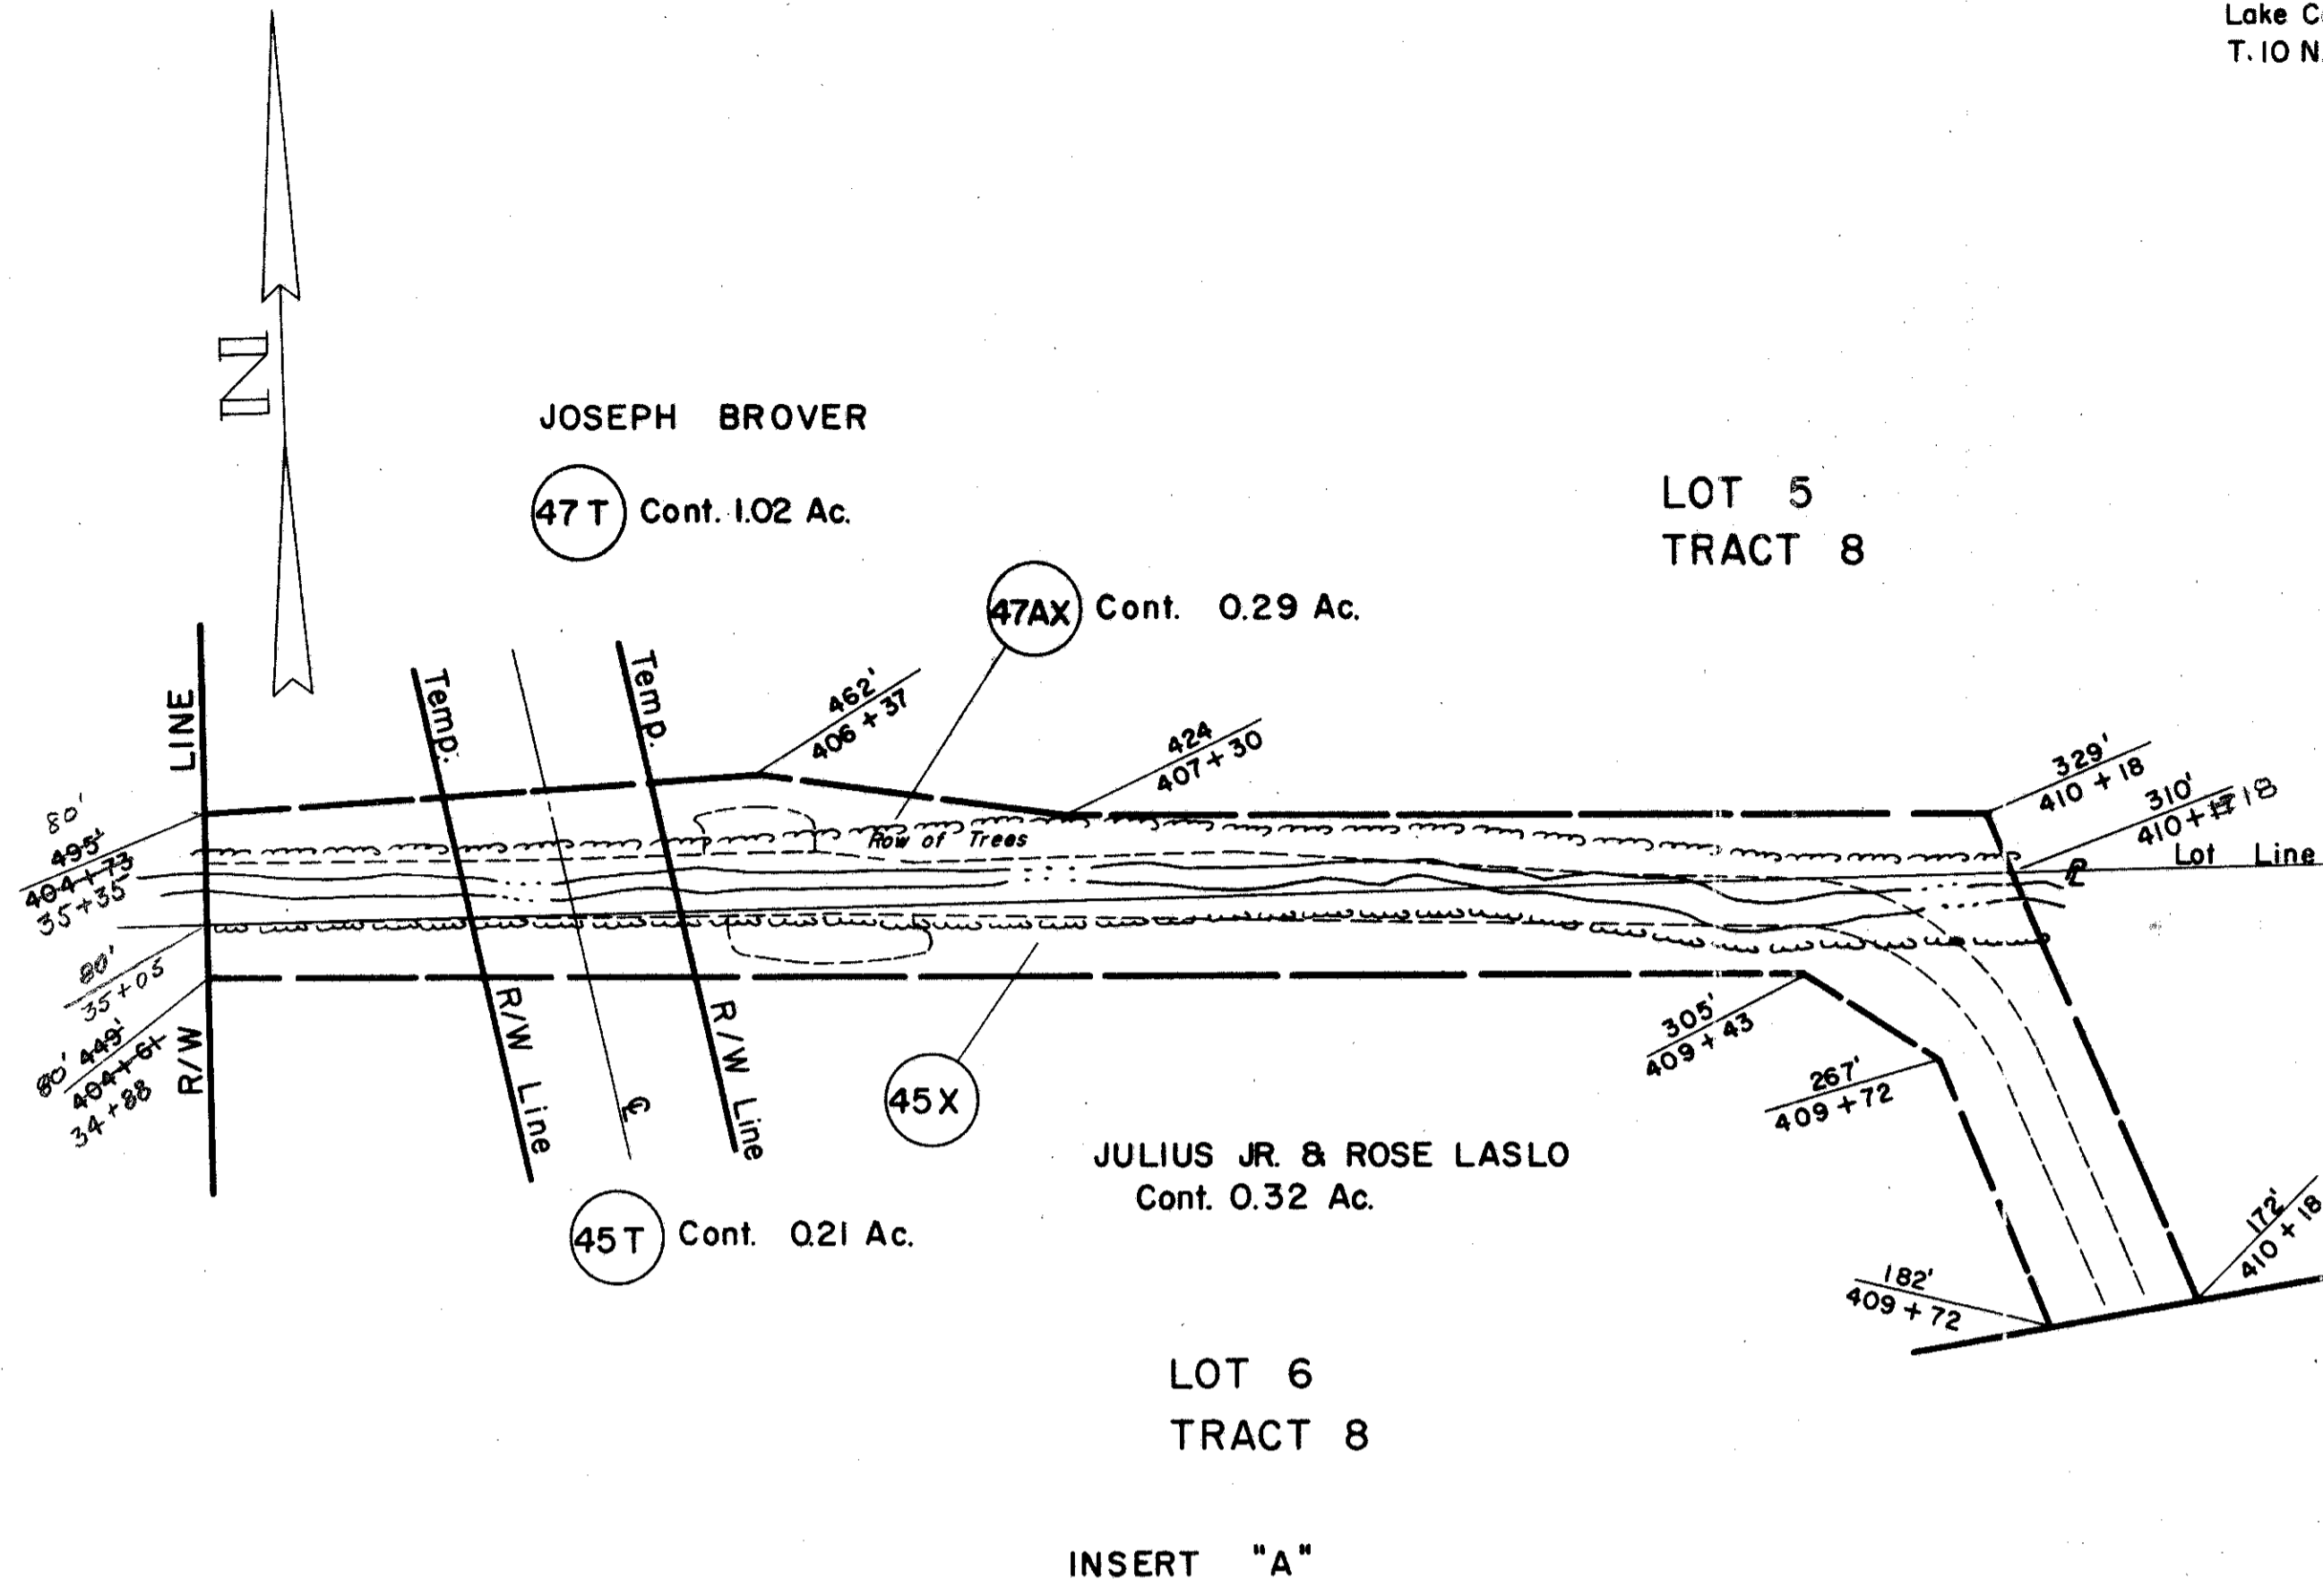 Lake C
T. 10 N.
N
JOSEPH BROVER
47 T Cont. 1.02 Ac.
LOT 5
TRACT 8
47AX Cont. 0.29 Ac.
LINE
Temp.
Temp.
462'
406 + 37
424
407 + 30
329'
410 + 18
310'
410 + 17 18
80'
495'
404 + 73
35+35
Row of Trees
Lot Line
80'
35+05
80' 449'
404 + 61
34+88
R/W
R/W Line
R/W Line
305'
409 + 43
267'
409 + 72
45 X
JULIUS JR. & ROSE LASLO
Cont. 0.32 Ac.
45 T Cont. 0.21 Ac.
182'
409 + 72
172'
410 + 18
LOT 6
TRACT 8
INSERT "A"